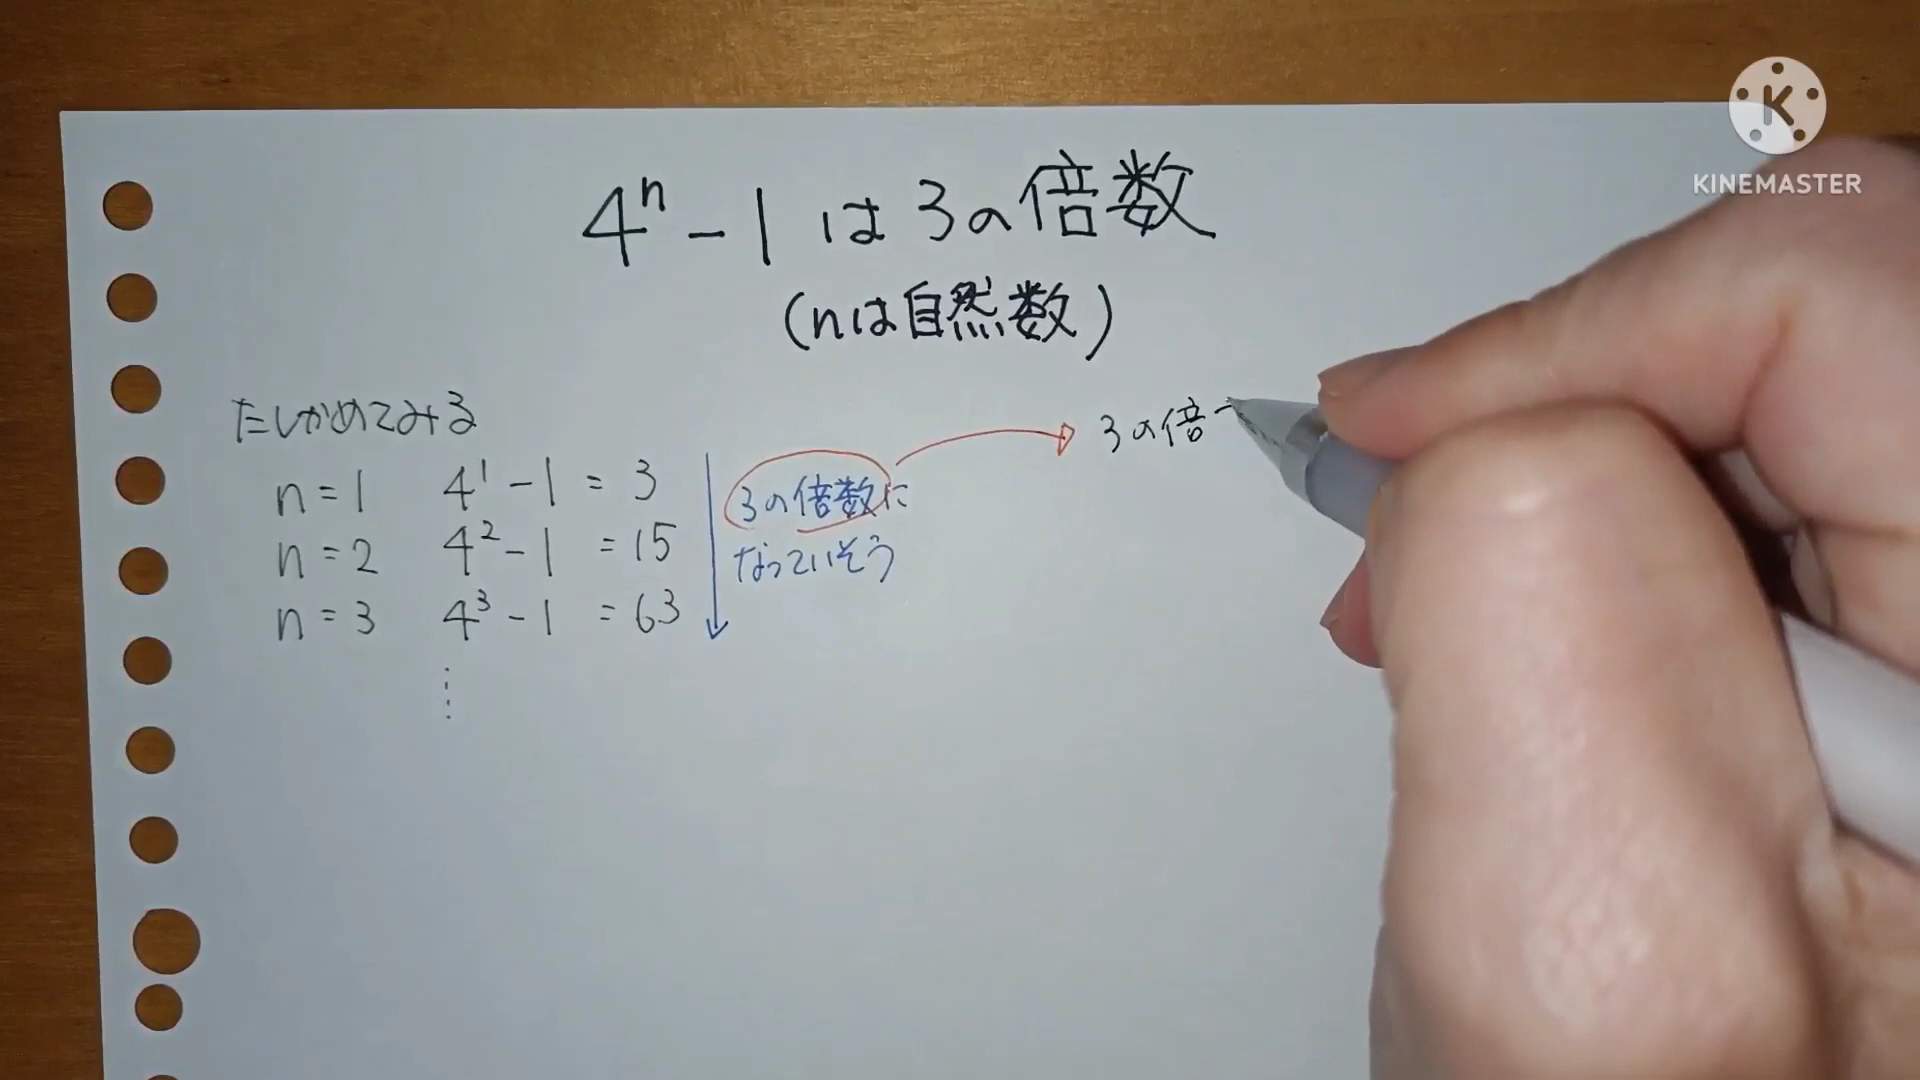 4ⁿ-1は3の倍数
(nは自然数)
たしかめてみる
n=1 4¹-1 = 3
n=2 4²-1 =15
n=3 4³-1 =63
3の倍数に
なっていそう
3の倍
KINEMASTER